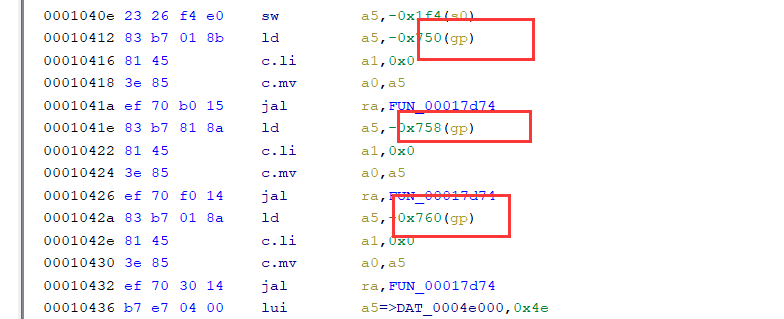 0001040e 23 26 f4 e0 sw a5,-0x1f4(s0)
00010412 83 b7 01 8b ld a5,-0x750(gp)
00010416 81 45 c.li a1,0x0
00010418 3e 85 c.mv a0,a5
0001041a ef 70 b0 15 jal ra,FUN_00017d74
0001041e 83 b7 81 8a ld a5,-0x758(gp)
00010422 81 45 c.li a1,0x0
00010424 3e 85 c.mv a0,a5
00010426 ef 70 f0 14 jal ra,FUN_00017d74
0001042a 83 b7 01 8a ld a5,-0x760(gp)
0001042e 81 45 c.li a1,0x0
00010430 3e 85 c.mv a0,a5
00010432 ef 70 30 14 jal ra,FUN_00017d74
00010436 b7 e7 04 00 lui a5=>DAT_0004e000,0x4e